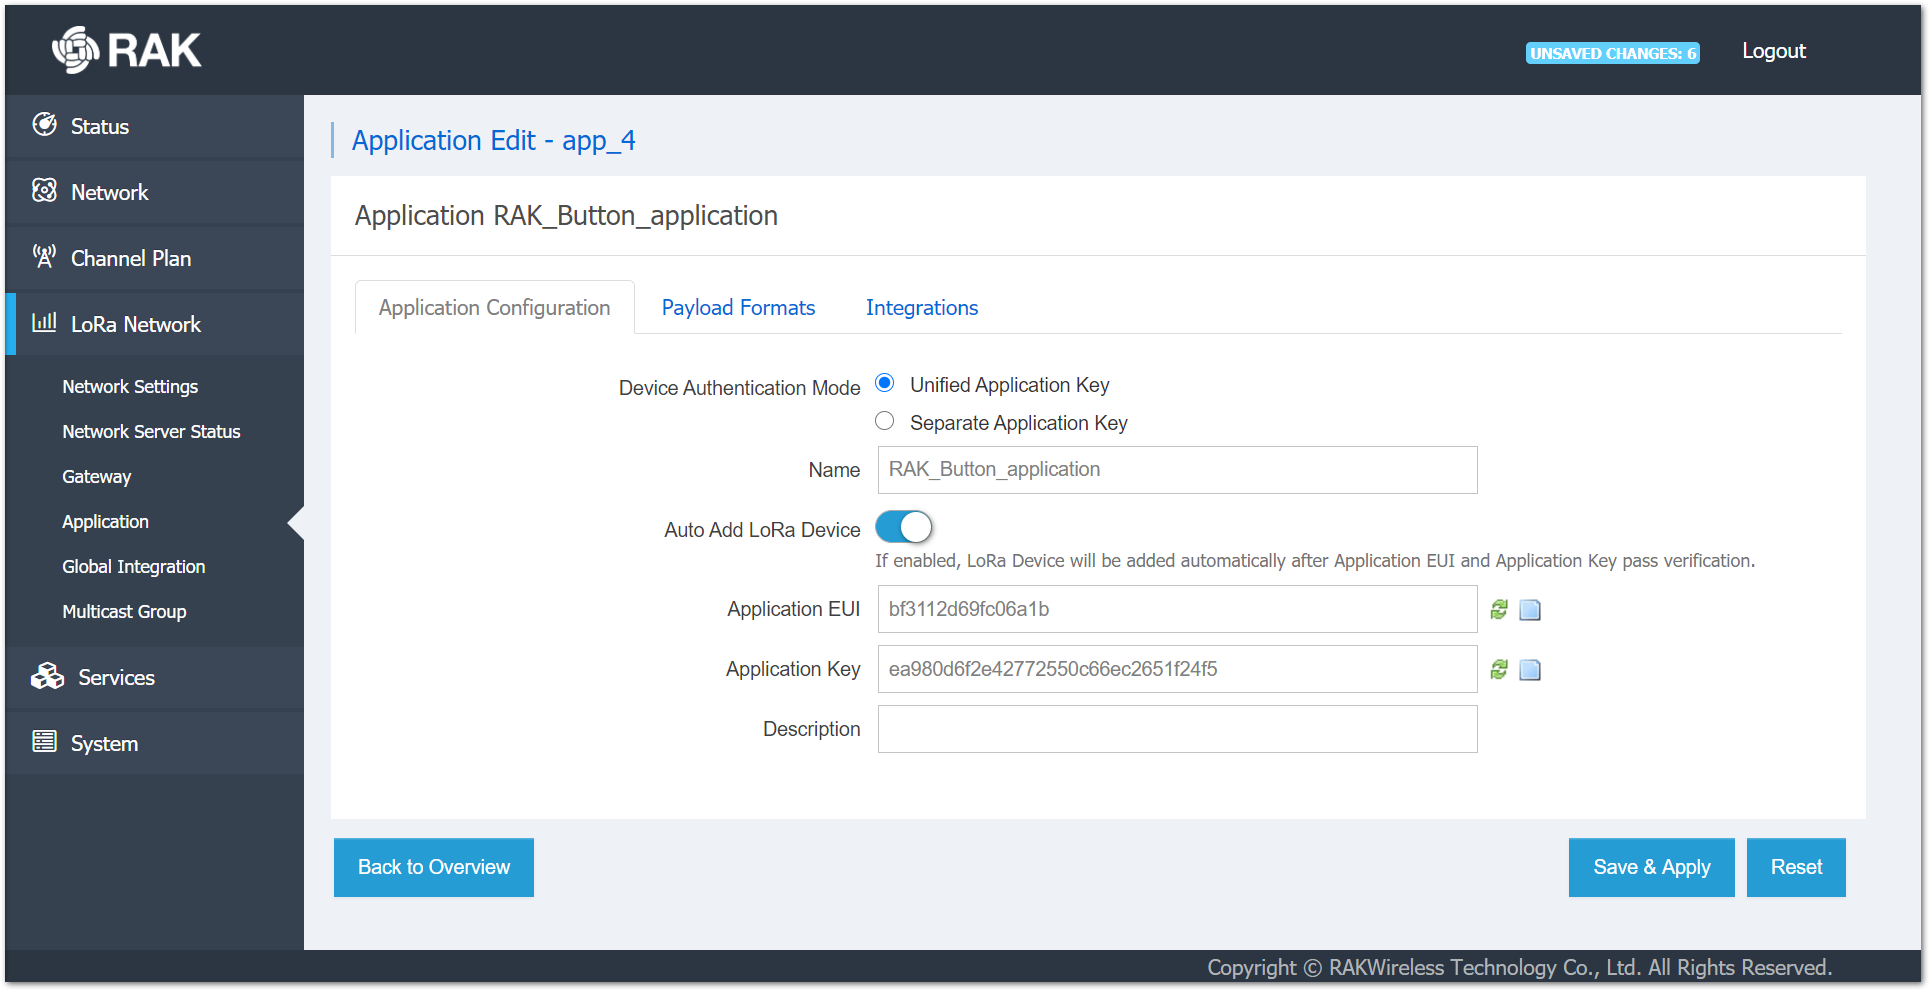 RAK
UNSAVED CHANGES: 6
Logout
Status
Network
Channel Plan
LoRa Network
Network Settings
Network Server Status
Gateway
Application
Global Integration
Multicast Group
Services
System
Application Edit - app_4
Application RAK_Button_application
Application Configuration
Payload Formats
Integrations
Device Authentication Mode
Unified Application Key
Separate Application Key
Name
RAK_Button_application
Auto Add LoRa Device
If enabled, LoRa Device will be added automatically after Application EUI and Application Key pass verification.
Application EUI
bf3112d69fc06a1b
Application Key
ea980d6f2e42772550c66ec2651f24f5
Description
Back to Overview
Save & Apply
Reset
Copyright © RAKWireless Technology Co., Ltd. All Rights Reserved.